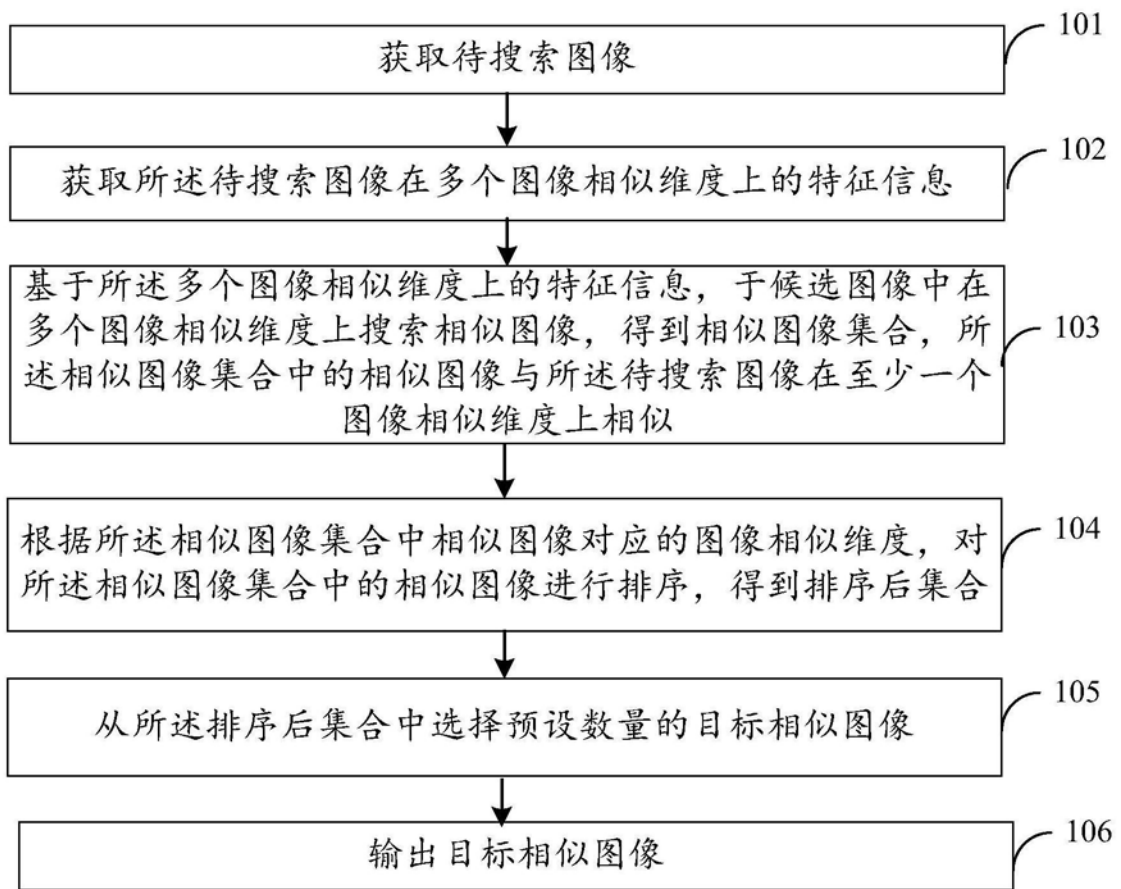 101
获取待搜索图像
102
获取所述待搜索图像在多个图像相似维度上的特征信息
103
基于所述多个图像相似维度上的特征信息，于候选图像中在
多个图像相似维度上搜索相似图像，得到相似图像集合，所
述相似图像集合中的相似图像与所述待搜索图像在至少一个
图像相似维度上相似
104
根据所述相似图像集合中相似图像对应的图像相似维度，对
所述相似图像集合中的相似图像进行排序，得到排序后集合
105
从所述排序后集合中选择预设数量的目标相似图像
106
输出目标相似图像